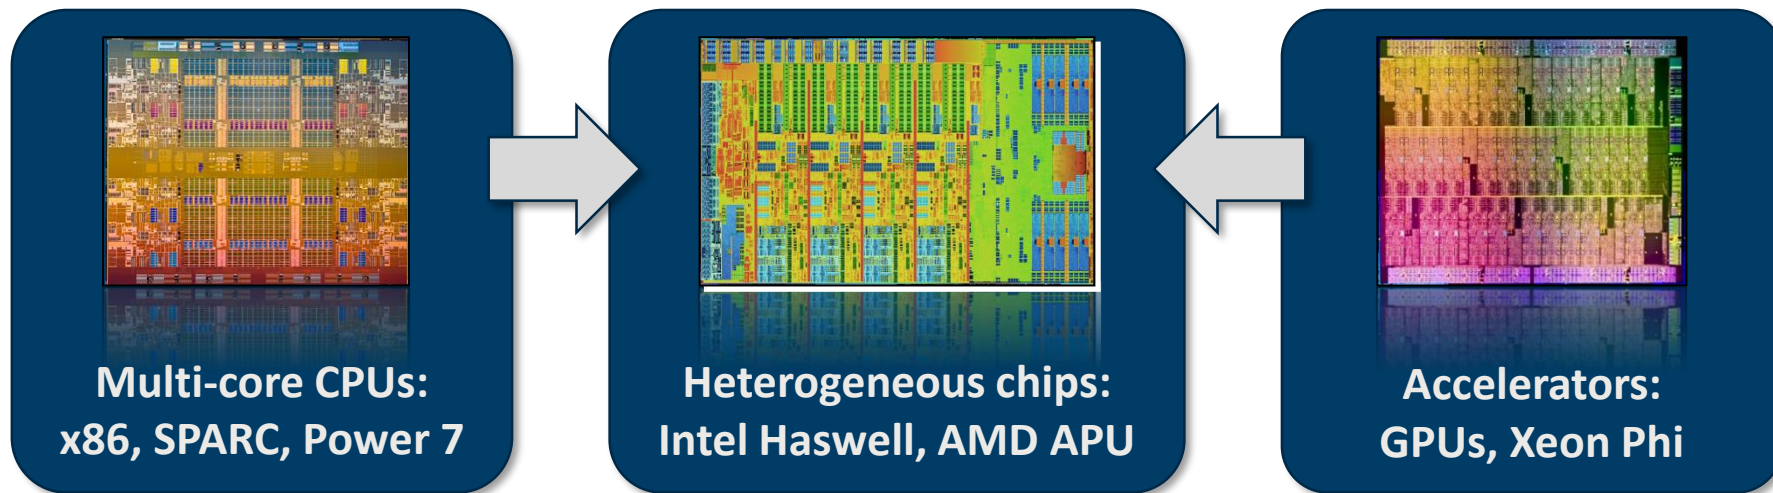 Multi-core CPUs:
x86, SPARC, Power 7
Heterogeneous chips:
Intel Haswell, AMD APU
Accelerators:
GPUs, Xeon Phi